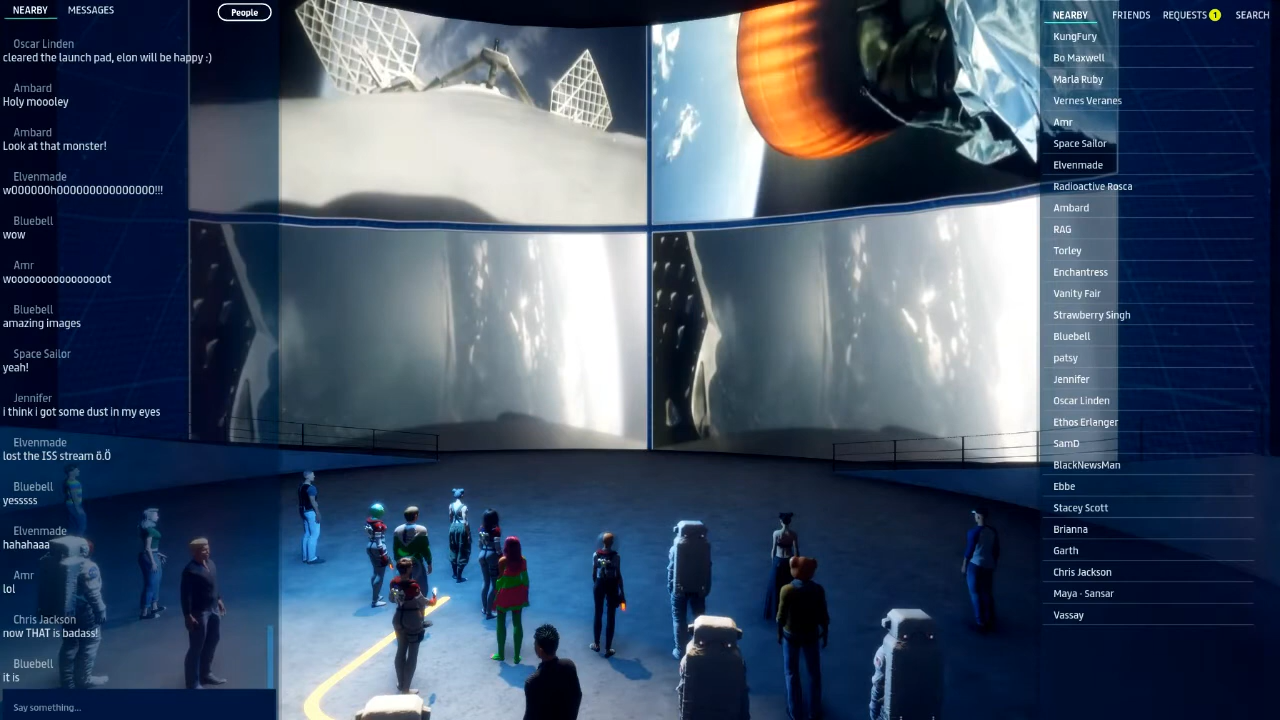 NEARBY
MESSAGES
People
Oscar Linden
cleared the launch pad, elon will be happy :)
Ambard
Holy moooley
Ambard
Look at that monster!
Elvenmade
w000000h000000000000000!!!
Bluebell
wow
Amr
woooooooooooooooot
Bluebell
amazing images
Space Sailor
yeah!
Jennifer
i think i got some dust in my eyes
Elvenmade
lost the ISS stream õ.Ö
Bluebell
yesssss
Elvenmade
hahahaaa
Amr
lol
Chris Jackson
now THAT is badass!
Bluebell
it is
Say something...
NEARBY
FRIENDS
REQUESTS 1
SEARCH
KungFury
Bo Maxwell
Marla Ruby
Vernes Veranes
Amr
Space Sailor
Elvenmade
Radioactive Rosca
Ambard
RAG
Torley
Enchantress
Vanity Fair
Strawberry Singh
Bluebell
patsy
Jennifer
Oscar Linden
Ethos Erlanger
SamD
BlackNewsMan
Ebbe
Stacey Scott
Brianna
Garth
Chris Jackson
Maya - Sansar
Vassay